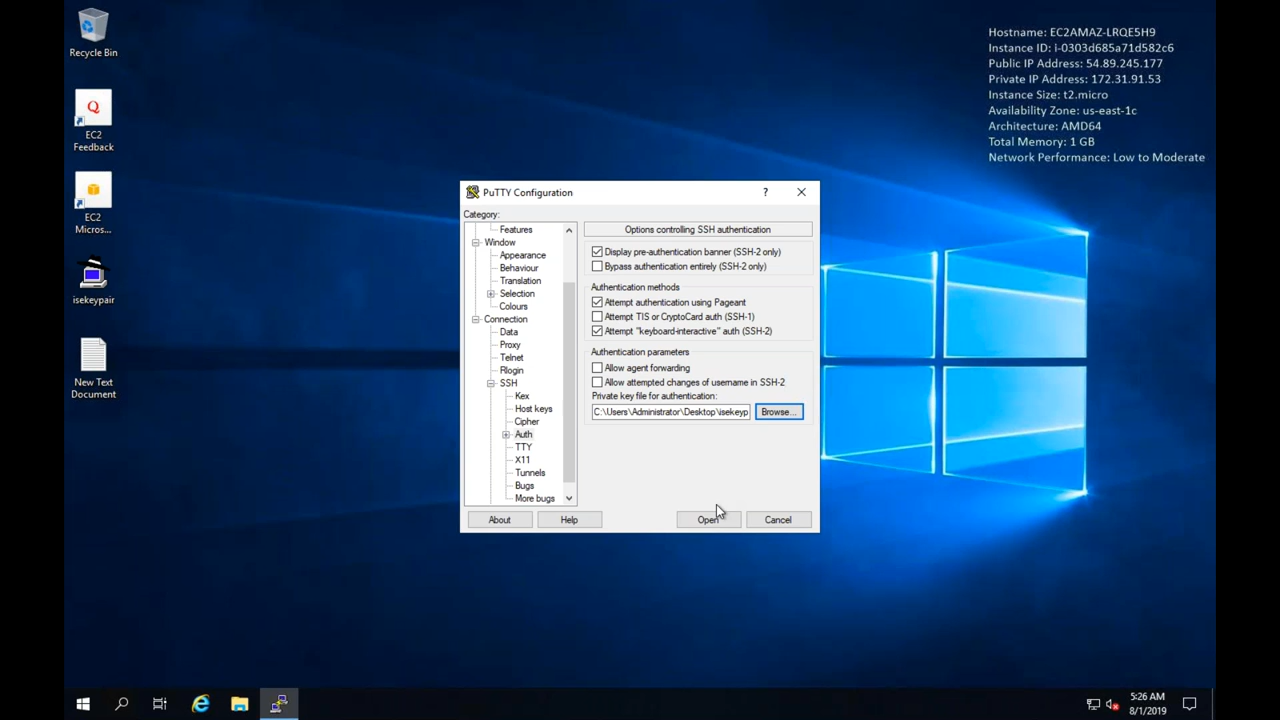 Recycle Bin
EC2
Feedback
EC2
Micros...
isekeypair
New Text
Document
Hostname: EC2AMAZ-LRQE5H9
Instance ID: i-0303d685a71d582c6
Public IP Address: 54.89.245.177
Private IP Address: 172.31.91.53
Instance Size: t2.micro
Availability Zone: us-east-1c
Architecture: AMD64
Total Memory: 1 GB
Network Performance: Low to Moderate
PuTTY Configuration
?
Category:
Features
Window
Appearance
Behaviour
Translation
Selection
Colours
Connection
Data
Proxy
Telnet
Rlogin
SSH
Kex
Host keys
Cipher
Auth
TTY
X11
Tunnels
Bugs
More bugs
Options controlling SSH authentication
Display pre-authentication banner (SSH-2 only)
Bypass authentication entirely (SSH-2 only)
Authentication methods
Attempt authentication using Pageant
Attempt TIS or CryptoCard auth (SSH-1)
Attempt "keyboard-interactive" auth (SSH-2)
Authentication parameters
Allow agent forwarding
Allow attempted changes of username in SSH-2
Private key file for authentication:
C:\Users\Administrator\Desktop\isekeyp
Browse...
About
Help
Open
Cancel
5:26 AM
8/1/2019